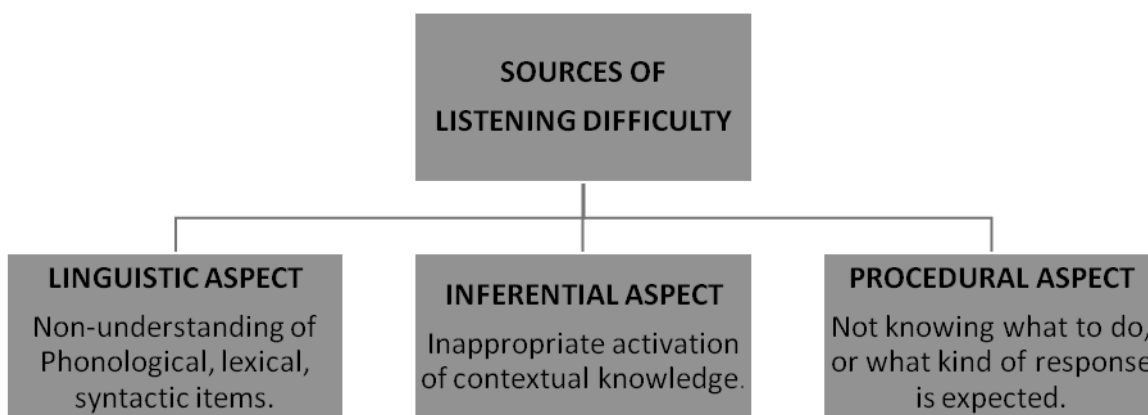 SOURCES OF
LISTENING DIFFICULTY
LINGUISTIC ASPECT
Non-understanding of
Phonological, lexical,
syntactic items.
INFERENTIAL ASPECT
Inappropriate activation
of contextual knowledge.
PROCEDURAL ASPECT
Not knowing what to do,
or what kind of response
is expected.